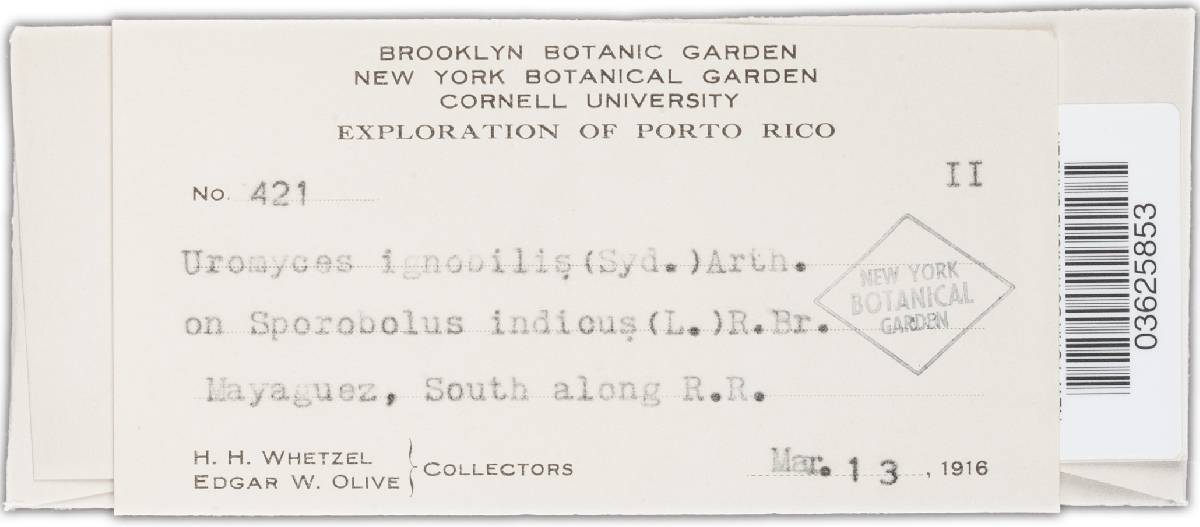 BROOKLYN BOTANIC GARDEN
NEW YORK BOTANICAL GARDEN
CORNELL UNIVERSITY
EXPLORATION OF PORTO RICO
II
No. 421
Uromyces ignobilis (Syd.) Arth.
on Sporobolus indicus (L.) R.Br.
Mayaguez, South along R.R.
NEW YORK
BOTANICAL
GARDEN
H. H. WHETZEL
EDGAR W. OLIVE
COLLECTORS
Mar. 13, 1916
03625853